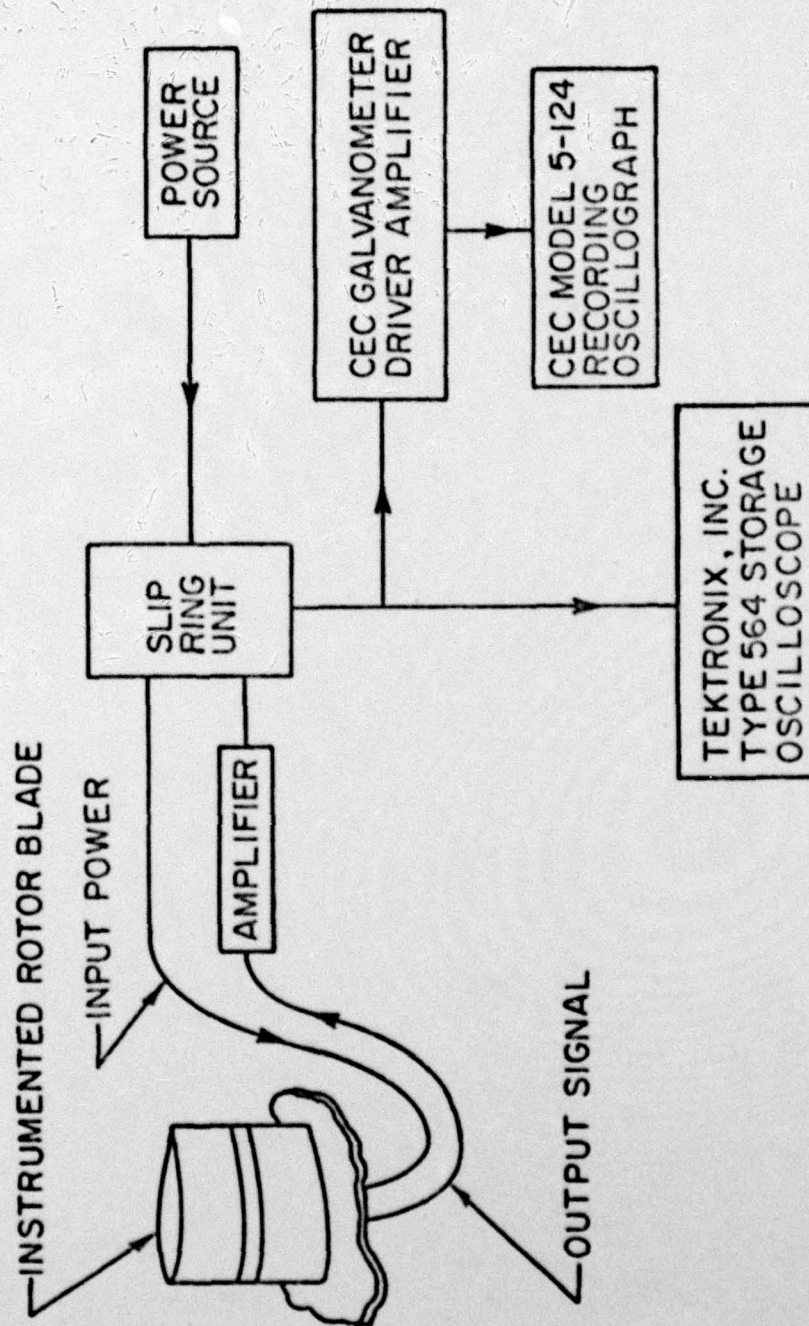 INSTRUMENTED ROTOR BLADE
INPUT POWER
AMPLIFIER
SLIP
RING
UNIT
POWER
SOURCE
OUTPUT SIGNAL
CEC GALVANOMETER
DRIVER AMPLIFIER
CEC MODEL 5-124
RECORDING
OSCILLOGRAPH
TEKTRONIX, INC.
TYPE 564 STORAGE
OSCILLOSCOPE